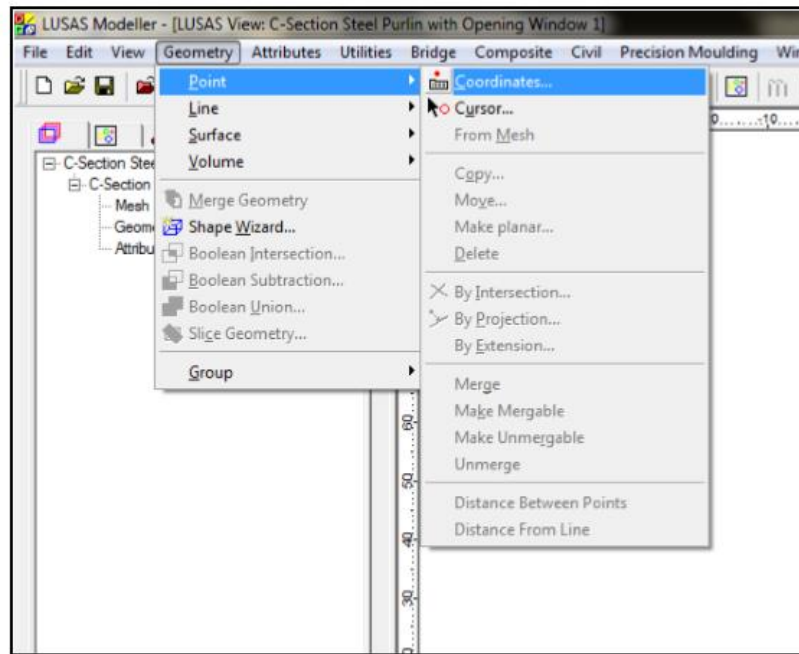 LUSAS Modeller - [LUSAS View: C-Section Steel Purlin with Opening Window 1]
File Edit View Geometry Attributes Utilities Bridge Composite Civil Precision Moulding Win
C-Section Stee
C-Section
Mesh
Geome
Attribu
Point
Line
Surface
Volume
Merge Geometry
Shape Wizard...
Boolean Intersection...
Boolean Subtraction...
Boolean Union...
Slice Geometry...
Group
Coordinates...
Cursor...
From Mesh
Copy...
Move...
Make planar...
Delete
By Intersection...
By Projection...
By Extension...
Merge
Make Mergable
Make Unmergable
Unmerge
Distance Between Points
Distance From Line
60
50
40
30